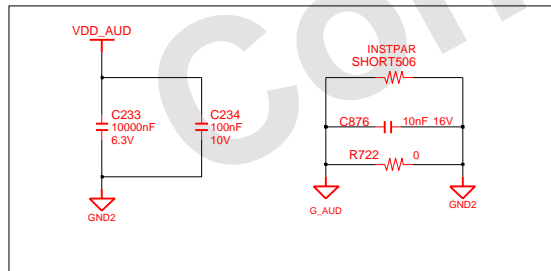 VDD_AUD
C233
10000nF
6.3V
C234
100nF
10V
GND2
INSTPAR
SHORT506
C876 10nF 16V
R722 0
G_AUD
GND2